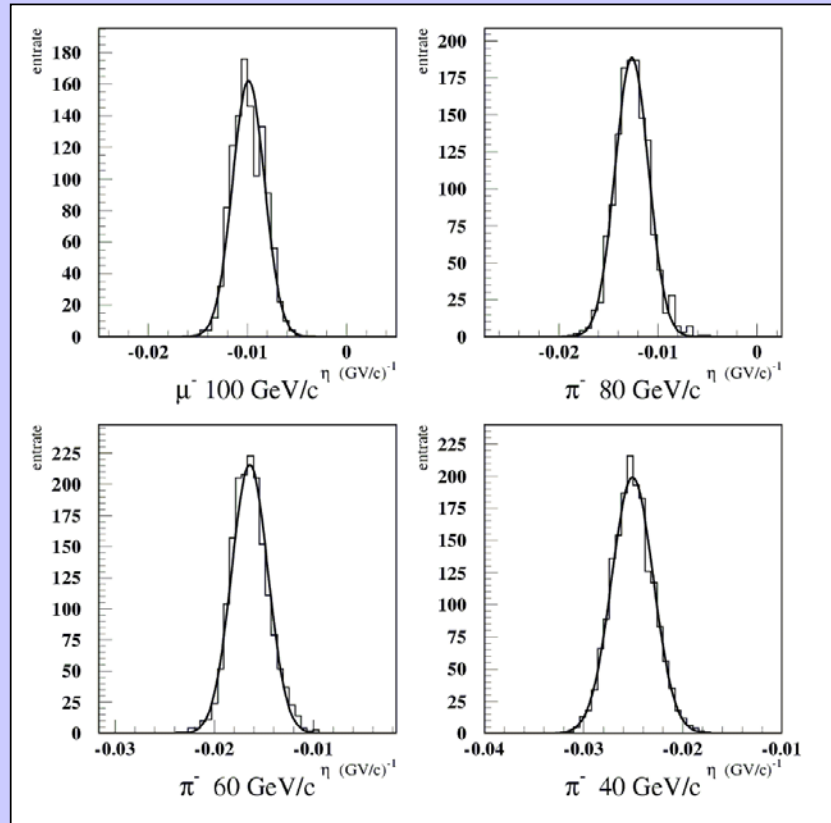 entrate
180
160
140
120
100
80
60
40
20
0
-0.02 -0.01 0
η (GV/c)⁻¹
μ⁻ 100 GeV/c
entrate
200
175
150
125
100
75
50
25
0
-0.02 -0.01 0
η (GV/c)⁻¹
π⁻ 80 GeV/c
entrate
225
200
175
150
125
100
75
50
25
0
-0.03 -0.02 -0.01
η (GV/c)⁻¹
π⁻ 60 GeV/c
entrate
225
200
175
150
125
100
75
50
25
0
-0.04 -0.03 -0.02 -0.01
η (GV/c)⁻¹
π⁻ 40 GeV/c